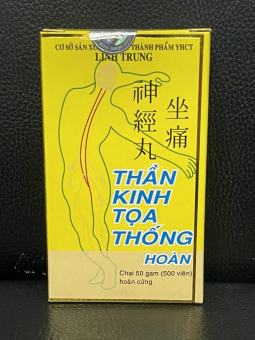 CƠ SỞ SẢN XUẤT THÀNH PHẨM YHCT
LINH TRUNG
坐痛
神經丸
THẦN
KINH
TỌA
THỐNG
HOÀN
Chai 50 gam (500 viên)
hoàn cứng